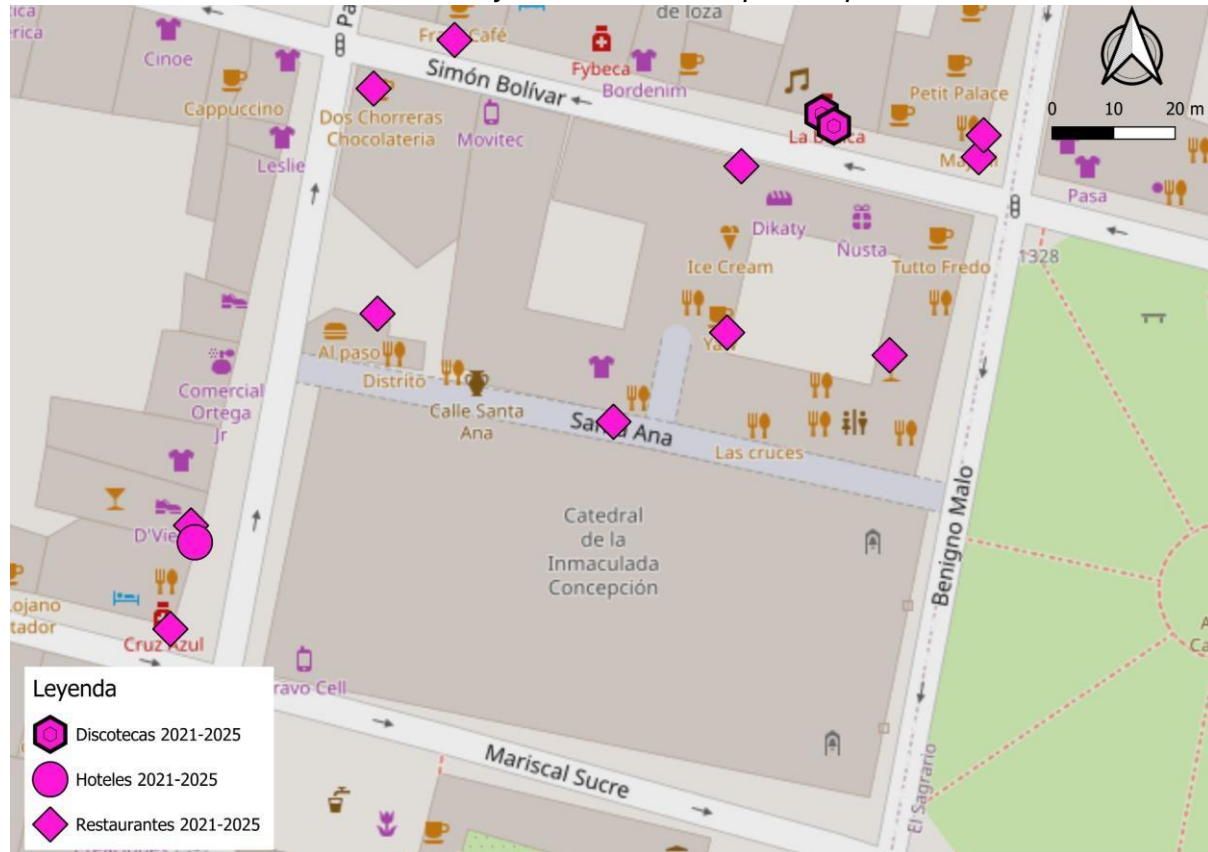 de loza
Fybeca
Bordenim
Cinoe
Cappuccino
Simón Bolívar
Dos Chorreras
Chocolateria
Movitec
Leslie
Petit Palace
0 10 20 m
Pasa
Dikaty
Ñusta
Ice Cream
Tutto Fredo
1328
Al paso
Distrito
Comercial
Ortega
Jr
Calle Santa
Ana
Santa Ana
Las cruces
Catedral
de la
Inmaculada
Concepción
Benigno Malo
Cruz Azul
Mariscal Sucre
El Sagrario
Leyenda
Discotecas 2021-2025
Hoteles 2021-2025
Restaurantes 2021-2025